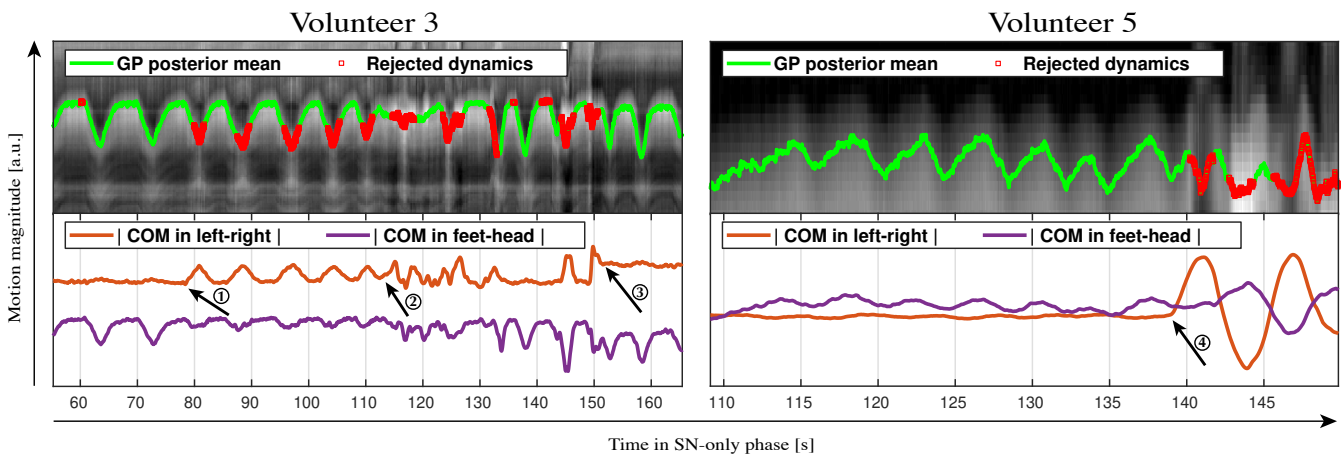 Volunteer 3
Volunteer 5
GP posterior mean
Rejected dynamics
GP posterior mean
Rejected dynamics
Motion magnitude [a.u.]
| COM in left-right |
| COM in feet-head |
| COM in left-right |
| COM in feet-head |
①
②
③
④
60 70 80 90 100 110 120 130 140 150 160
110 115 120 125 130 135 140 145
Time in SN-only phase [s]